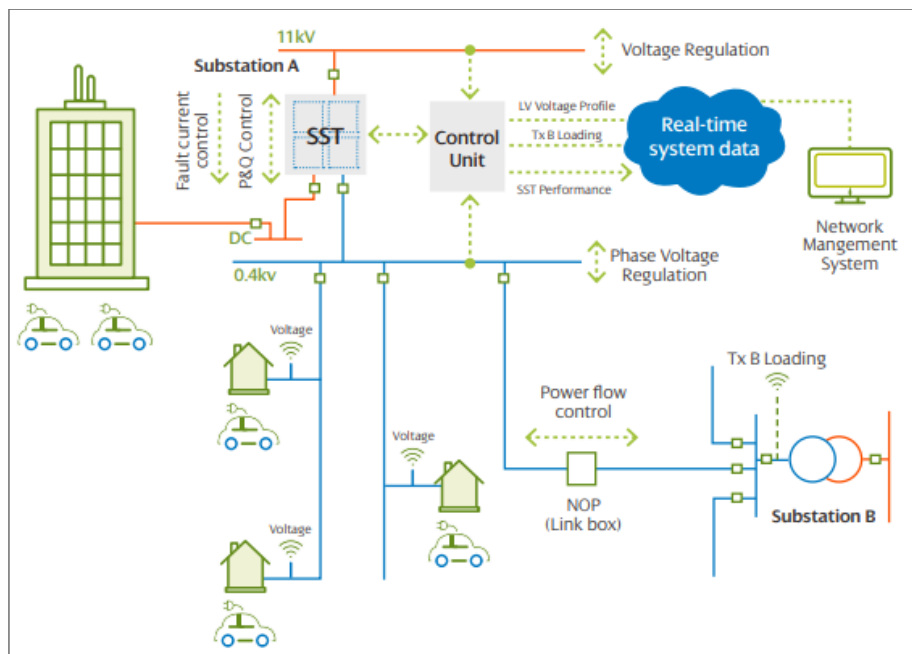 11kV
Voltage Regulation
Substation A
Fault current
control
P&Q Control
SST
Control
Unit
LV Voltage Profile
Tx B Loading
SST Performance
Real-time
system data
Network
Mangement
System
DC
0.4kv
Phase Voltage
Regulation
Voltage
Voltage
Voltage
Power flow
control
NOP
(Link box)
Tx B Loading
Substation B